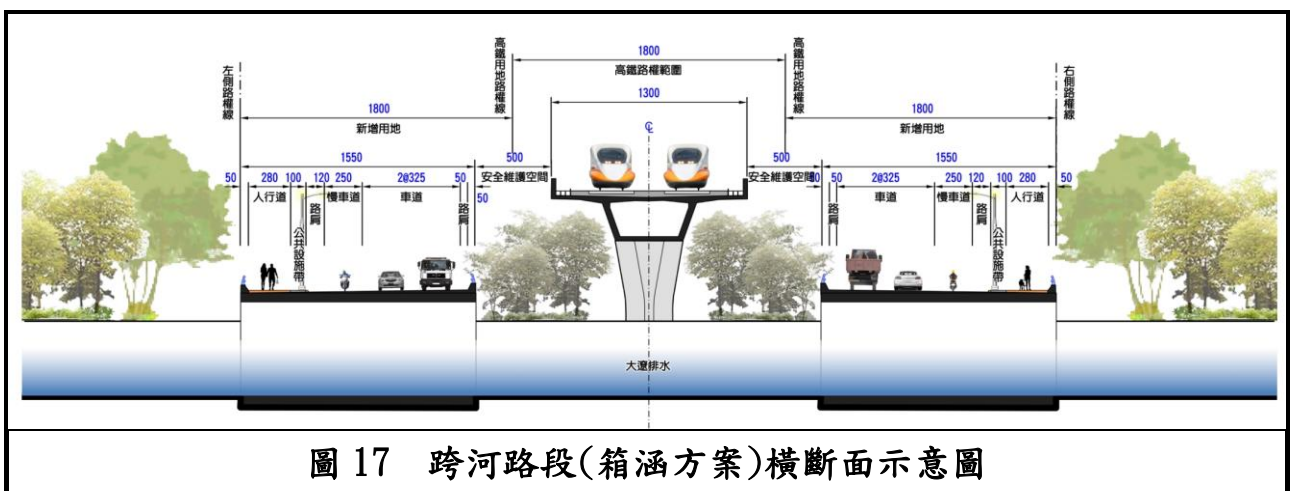 左側路權線
高鐵用地路權線
1800
高鐵路權範圍
高鐵用地路權線
右側路權線
1300
1800
新增用地
1800
新增用地
℄
1550
500
安全維護空間
500
安全維護空間
1550
50
280
100
120
250
2@325
50
50
人行道
公共設施帶
路肩
慢車道
車道
路肩
50
2@325
250
120
100
280
50
路肩
車道
慢車道
路肩
公共設施帶
人行道
大遼排水
圖 17 跨河路段(箱涵方案)橫斷面示意圖